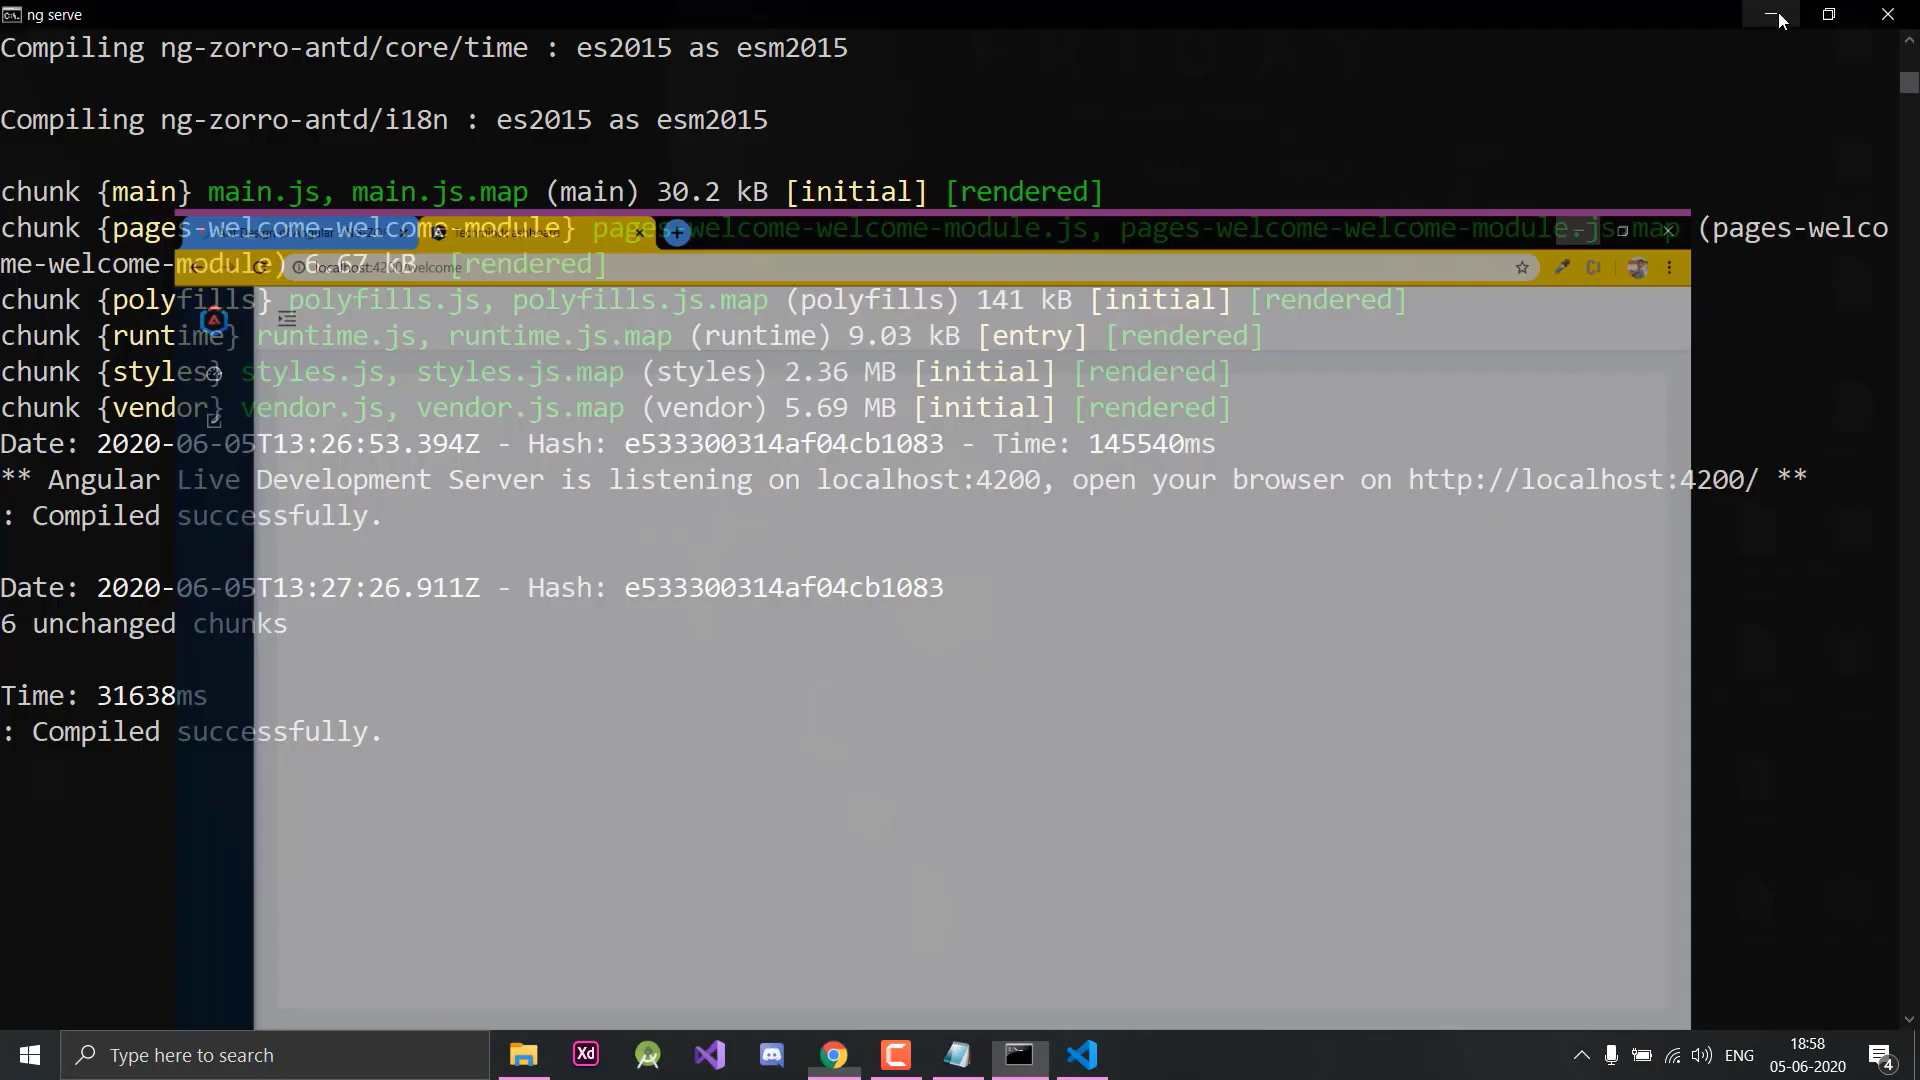 ng serve
Compiling ng-zorro-antd/core/time : es2015 as esm2015
Compiling ng-zorro-antd/i18n : es2015 as esm2015
chunk {main} main.js, main.js.map (main) 30.2 kB [initial] [rendered]
chunk {pages-welcome-welcome-module} pages-welcome-welcome-module.js, pages-welcome-welcome-module.js.map (pages-welco
me-welcome-module) 6.67 kB [rendered]
localhost:4200/welcome
chunk {polyfills} polyfills.js, polyfills.js.map (polyfills) 141 kB [initial] [rendered]
chunk {runtime} runtime.js, runtime.js.map (runtime) 9.03 kB [entry] [rendered]
chunk {styles} styles.js, styles.js.map (styles) 2.36 MB [initial] [rendered]
chunk {vendor} vendor.js, vendor.js.map (vendor) 5.69 MB [initial] [rendered]
Date: 2020-06-05T13:26:53.394Z - Hash: e533300314af04cb1083 - Time: 145540ms
** Angular Live Development Server is listening on localhost:4200, open your browser on http://localhost:4200/ **
: Compiled successfully.
Date: 2020-06-05T13:27:26.911Z - Hash: e533300314af04cb1083
6 unchanged chunks
Time: 31638ms
: Compiled successfully.
Type here to search
Xd
ENG
18:58
05-06-2020
4